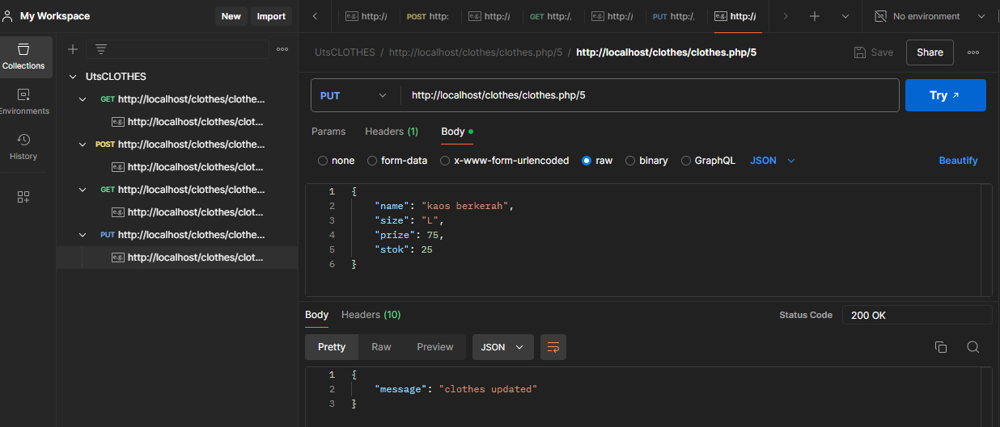 My Workspace New Import
e.g. http:// POST http: e.g. http:// GET http:/ e.g. http:// PUT http:/ e.g. http:// No environment
Collections
Environments
History
UtsCLOTHES
GET http://localhost/clothes/clothe...
e.g. http://localhost/clothes/clot...
POST http://localhost/clothes/clothe...
e.g. http://localhost/clothes/clot...
GET http://localhost/clothes/clothe...
e.g. http://localhost/clothes/clot...
PUT http://localhost/clothes/clothe...
e.g. http://localhost/clothes/clot...
UtsCLOTHES / http://localhost/clothes/clothes.php/5 / http://localhost/clothes/clothes.php/5 Save Share
PUT http://localhost/clothes/clothes.php/5 Try ↗
Params Headers (1) Body
none form-data x-www-form-urlencoded raw binary GraphQL JSON Beautify
1 {
2 "name": "kaos berkerah",
3 "size": "L",
4 "prize": 75,
5 "stok": 25
6 }
Body Headers (10) Status Code 200 OK
Pretty Raw Preview JSON
1 {
2 "message": "clothes updated"
3 }